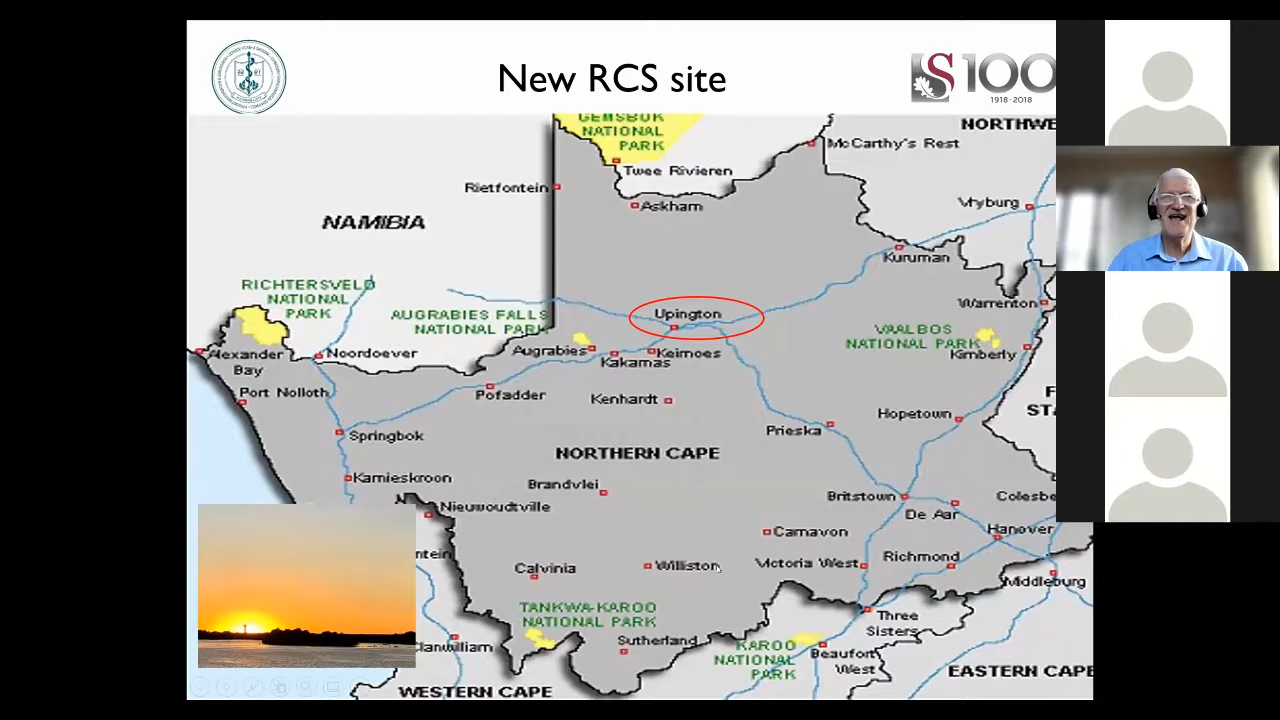 New RCS site
S100
1918 · 2018
GEMSBOK
NATIONAL
PARK
NORTHWE
McCarthy's Rest
Twee Rivieren
Rietfontein
Askham
Vryburg
NAMIBIA
Kuruman
RICHTERSVELD
NATIONAL
PARK
Warrenton
AUGRABIES FALLS
NATIONAL PARK
Upington
VAALBOS
NATIONAL PARK
Alexander
Bay
Noordoever
Augrabies
Keimoes
Kakamas
Kimberly
Port Nolloth
Pofadder
Kenhardt
F
STA
Hopetown
Springbok
Prieska
NORTHERN CAPE
Kamieskroon
Brandvlei
Britstown
Colesbe
Nieuwoudtville
De Aar
Carnavon
Hanover
ntein
Calvinia
Williston
Victoria West
Richmond
Middleburg
TANKWA-KAROO
NATIONAL PARK
Three
Sisters
Clanwilliam
Sutherland
KAROO
NATIONAL
PARK
Beaufort
West
EASTERN CAPE
WESTERN CAPE